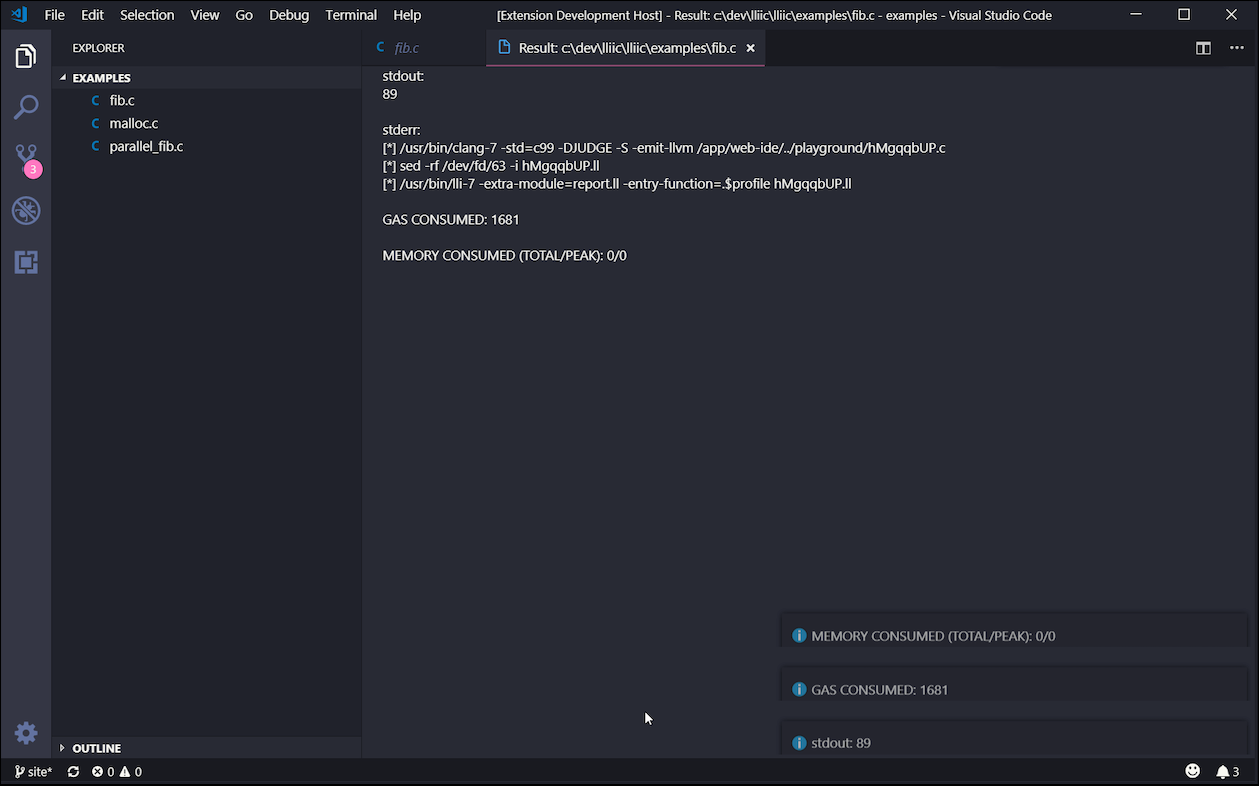 File Edit Selection View Go Debug Terminal Help [Extension Development Host] - Result: c:\dev\lliic\lliic\examples\fib.c - examples - Visual Studio Code
EXPLORER
C fib.c
Result: c:\dev\lliic\lliic\examples\fib.c
EXAMPLES
C fib.c
C malloc.c
C parallel_fib.c
3
OUTLINE
stdout:
89
stderr:
[*] /usr/bin/clang-7 -std=c99 -DJUDGE -S -emit-llvm /app/web-ide/../playground/hMgqqbUP.c
[*] sed -rf /dev/fd/63 -i hMgqqbUP.ll
[*] /usr/bin/lli-7 -extra-module=report.ll -entry-function=.$profile hMgqqbUP.ll
GAS CONSUMED: 1681
MEMORY CONSUMED (TOTAL/PEAK): 0/0
MEMORY CONSUMED (TOTAL/PEAK): 0/0
GAS CONSUMED: 1681
stdout: 89
site* 0 0 3